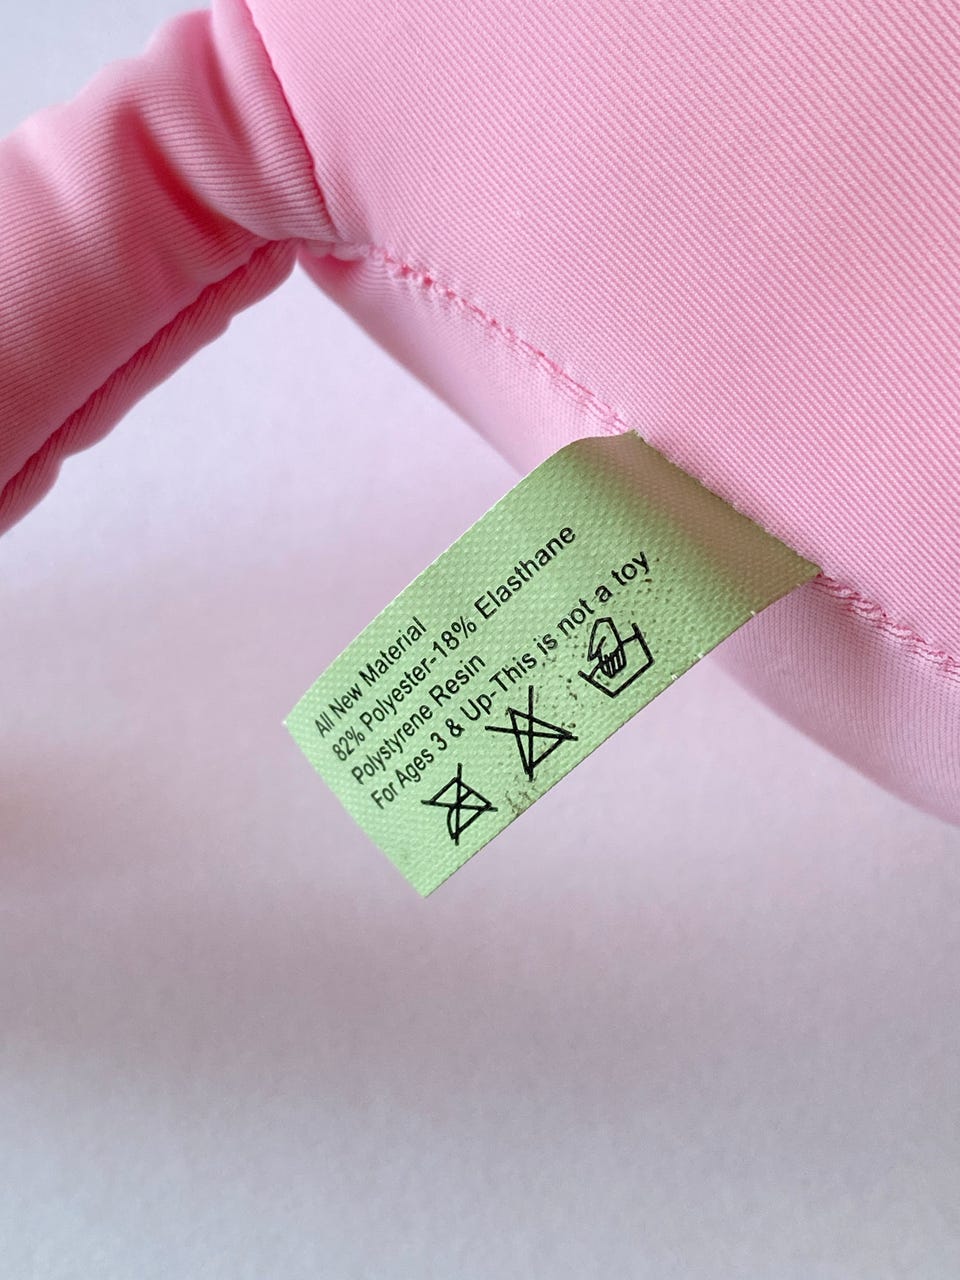 All New Material
82% Polyester-18% Elasthane
Polystyrene Resin
For Ages 3 & Up-This is not a toy